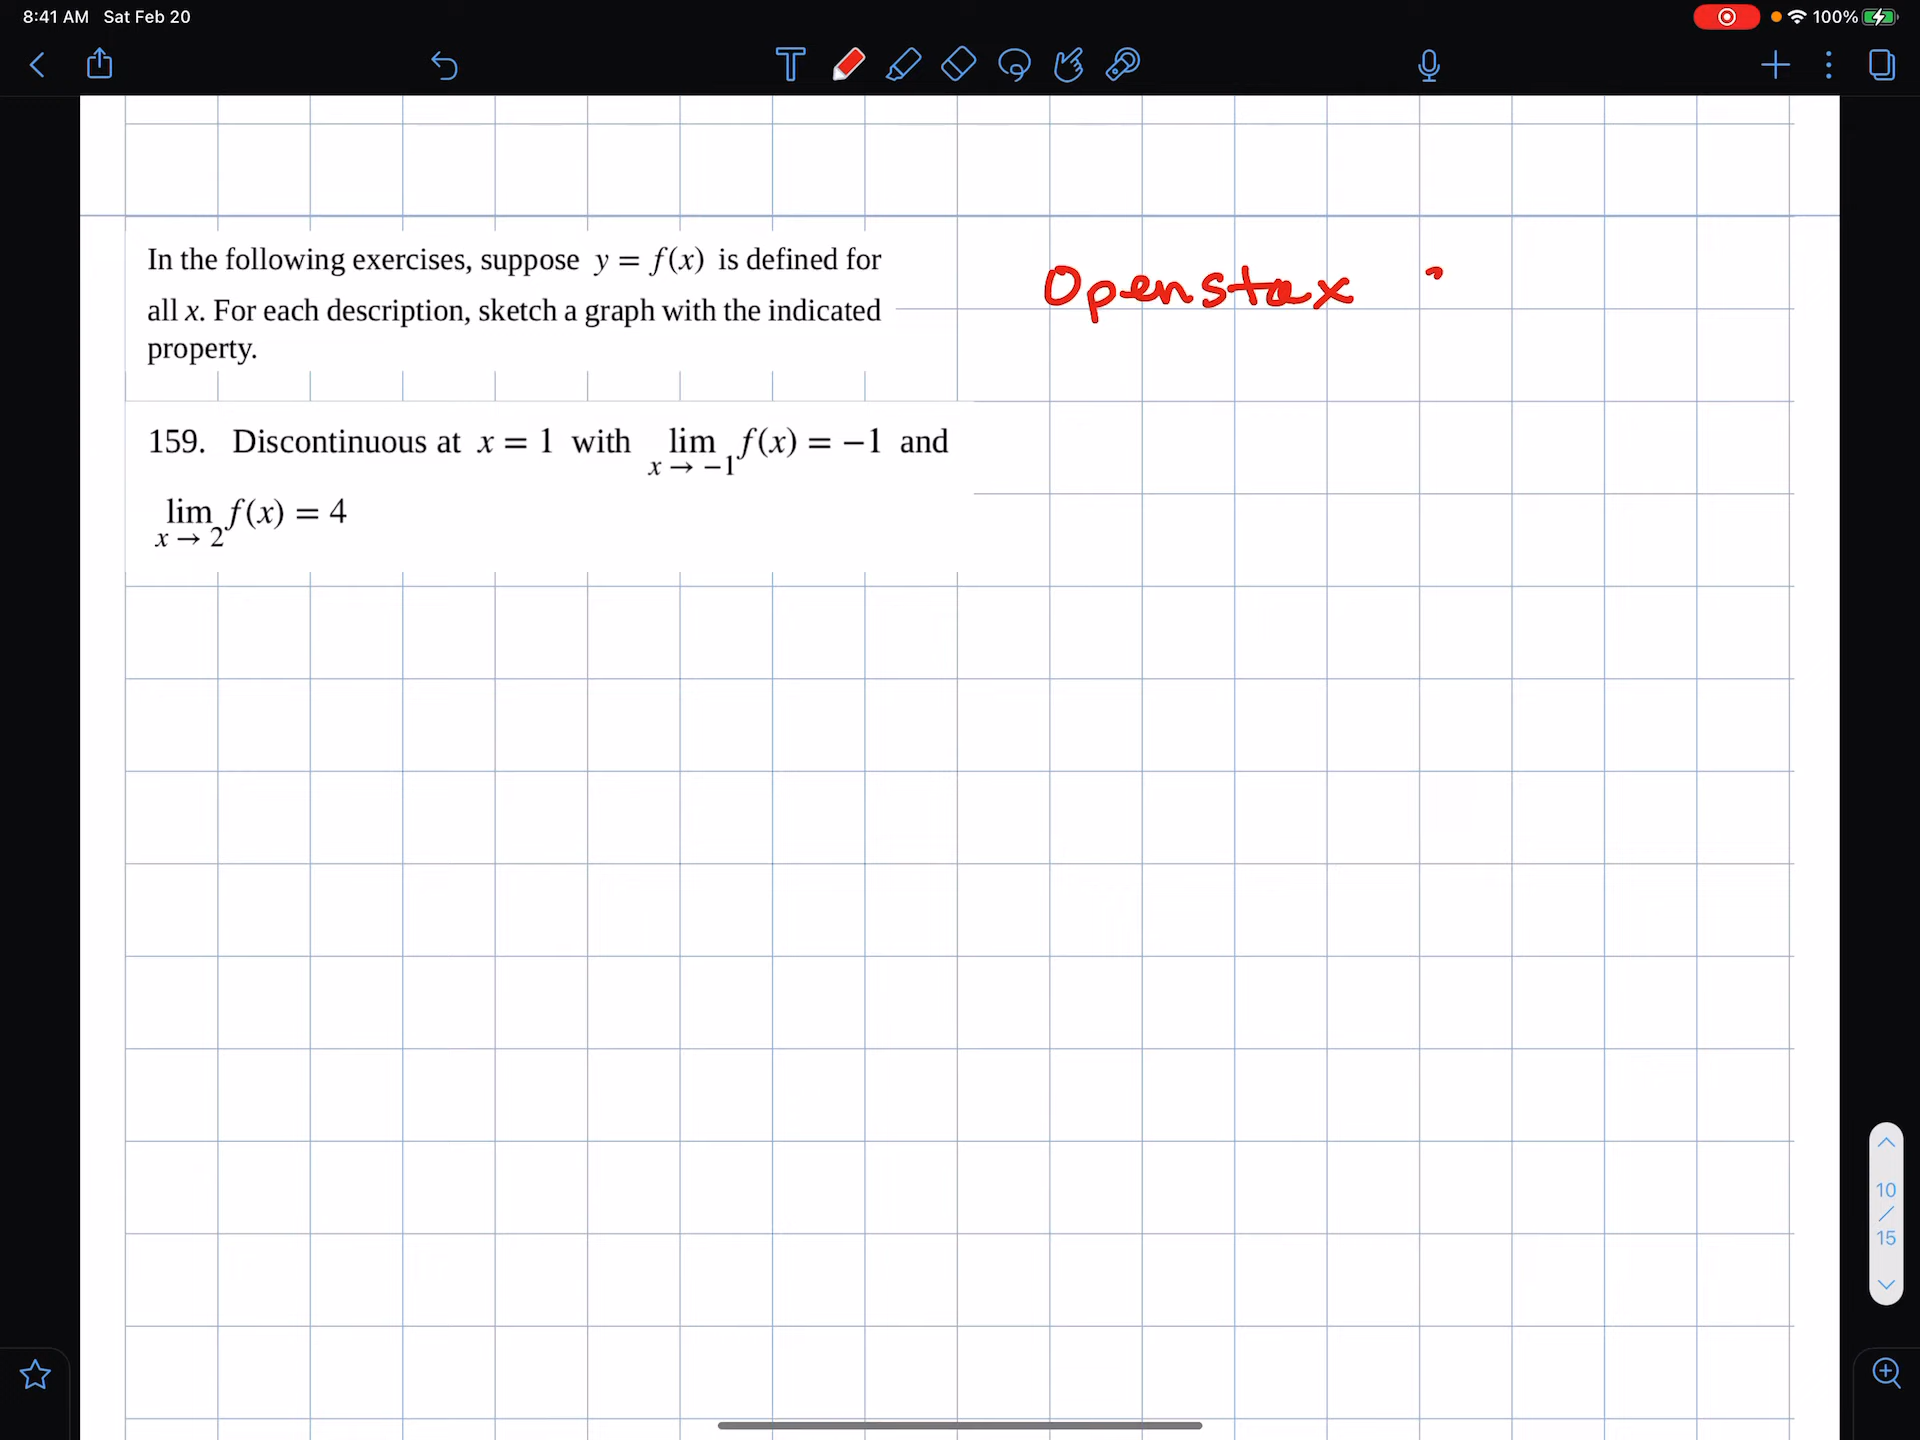 8:41 AM Sat Feb 20
100%
In the following exercises, suppose y = f(x) is defined for
all x. For each description, sketch a graph with the indicated
property.
Openstax
159. Discontinuous at x = 1 with lim x → −1 f(x) = −1 and
lim x → 2 f(x) = 4
10
/
15